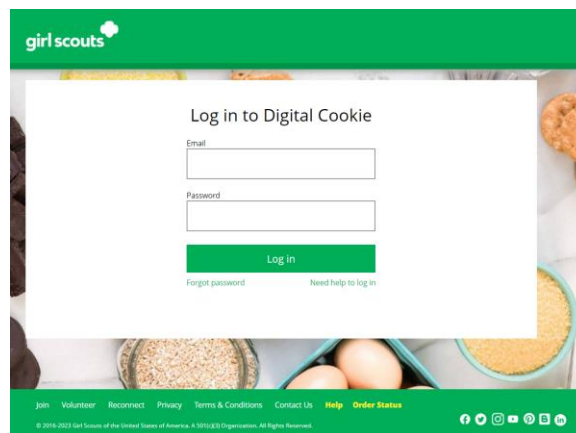 girl scouts
Log in to Digital Cookie
Email
Password
Log in
Forgot password Need help to log in
Join Volunteer Reconnect Privacy Terms & Conditions Contact Us Help Order Status
© 2016-2023 Girl Scouts of the United States of America. A 501(c)(3) Organization. All Rights Reserved.